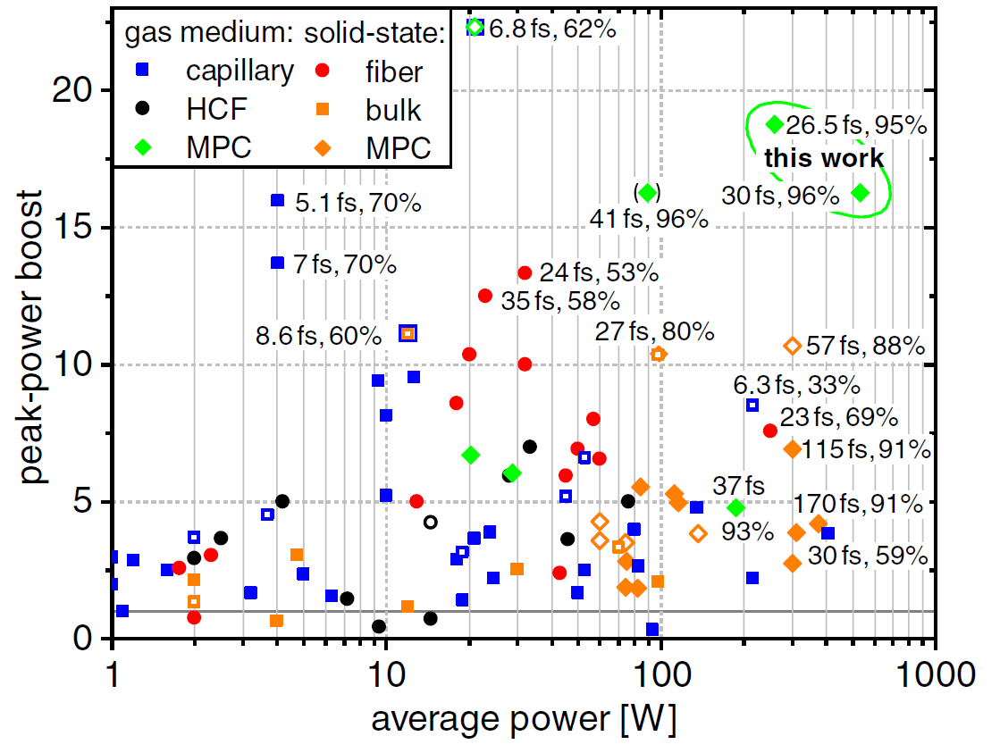 gas medium: solid-state:
capillary fiber
HCF bulk
MPC MPC
6.8 fs, 62%
26.5 fs, 95%
this work
30 fs, 96%
(
)
41 fs, 96%
5.1 fs, 70%
7 fs, 70%
24 fs, 53%
35 fs, 58%
8.6 fs, 60%
27 fs, 80%
57 fs, 88%
6.3 fs, 33%
23 fs, 69%
115 fs, 91%
37 fs
93%
170 fs, 91%
30 fs, 59%
20
15
10
5
0
peak-power boost
1 10 100 1000
average power [W]